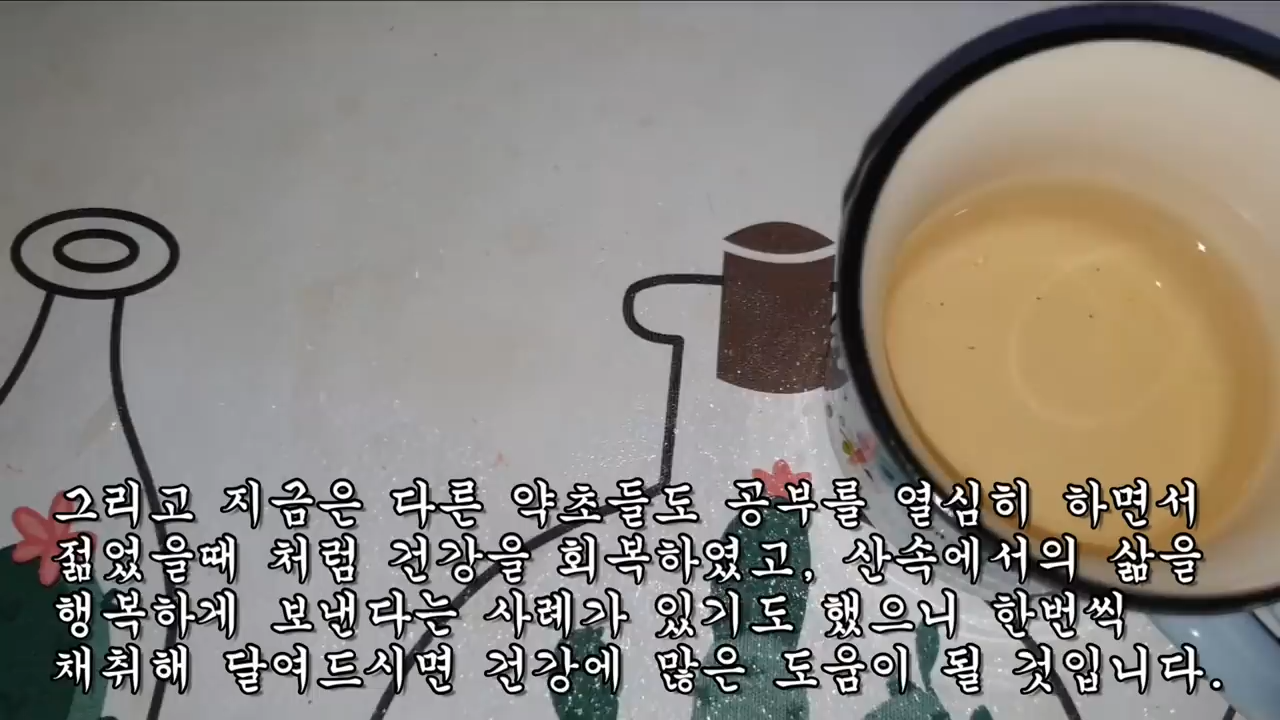 그리고 지금은 다른 약초들도 공부를 열심히 하면서
젊었을때 처럼 건강을 회복하였고, 산속에서의 삶을
행복하게 보낸다는 사례가 있기도 했으니 한번씩
채취해 달여드시면 건강에 많은 도움이 될 것입니다.